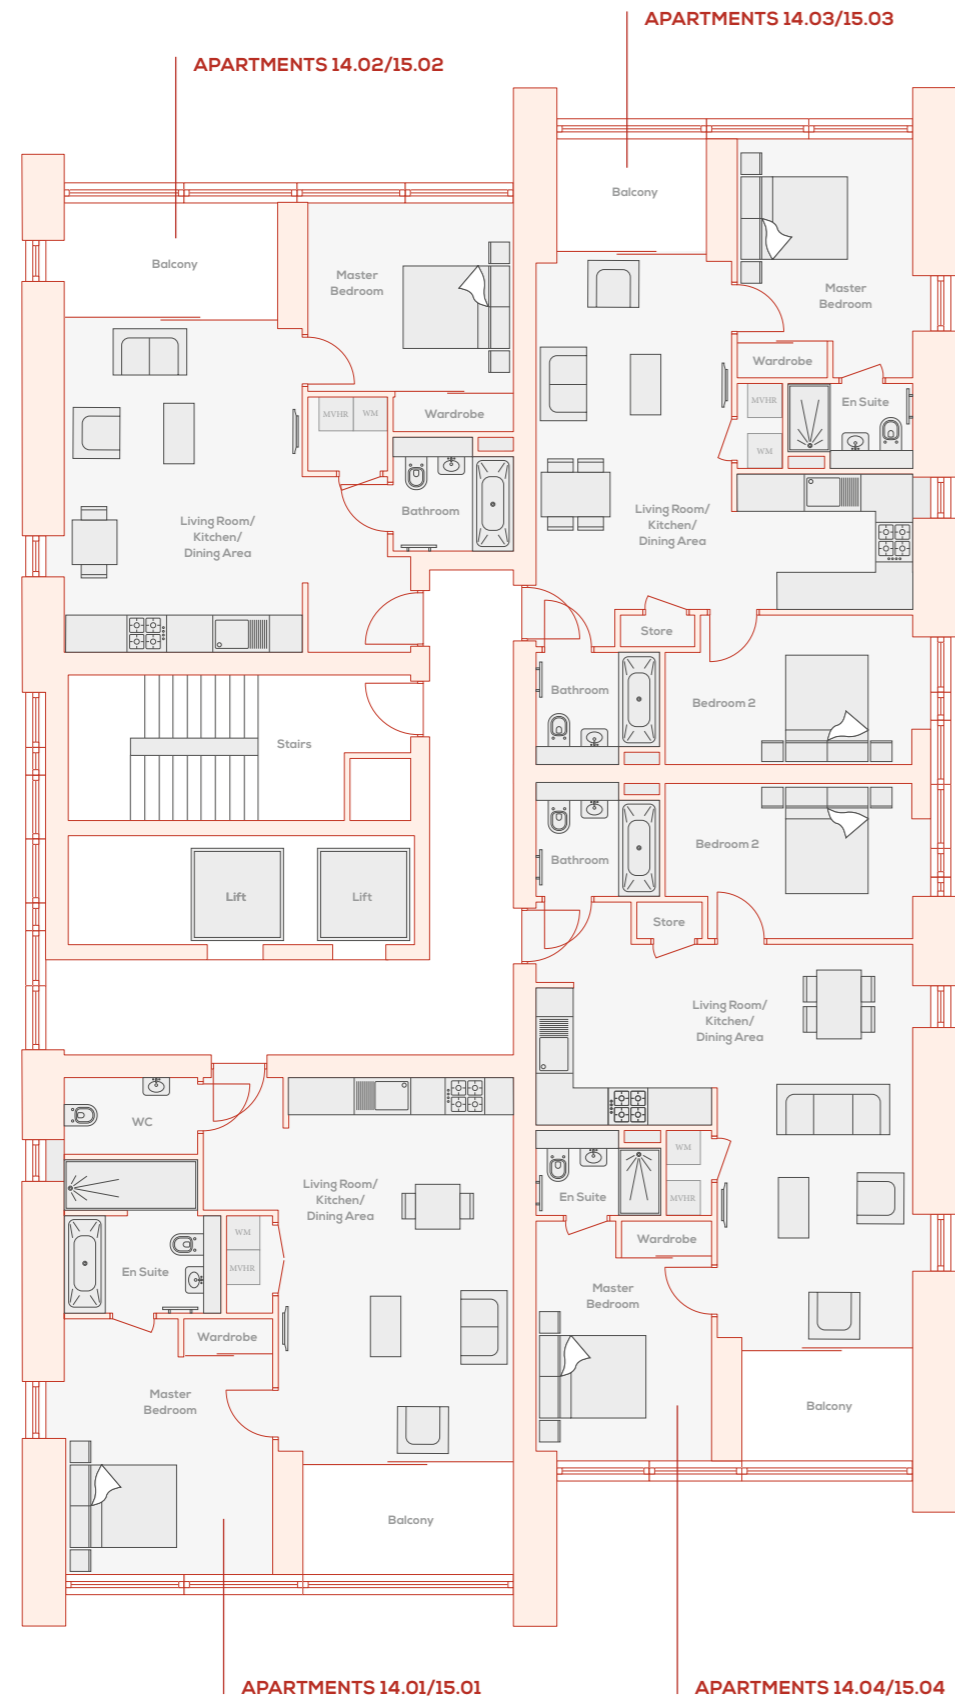 APARTMENTS 14.03/15.03
APARTMENTS 14.02/15.02
Balcony
Master
Bedroom
Wardrobe
MVHR
WM
En Suite
Living Room/
Kitchen/
Dining Area
Store
Bathroom
Bedroom 2
Balcony
Master
Bedroom
MVHR
WM
Wardrobe
Bathroom
Living Room/
Kitchen/
Dining Area
Stairs
Lift
Lift
Bathroom
Bedroom 2
Store
Living Room/
Kitchen/
Dining Area
WM
MVHR
En Suite
Wardrobe
Master
Bedroom
Balcony
WC
Living Room/
Kitchen/
Dining Area
WM
MVHR
En Suite
Wardrobe
Master
Bedroom
Balcony
APARTMENTS 14.01/15.01
APARTMENTS 14.04/15.04